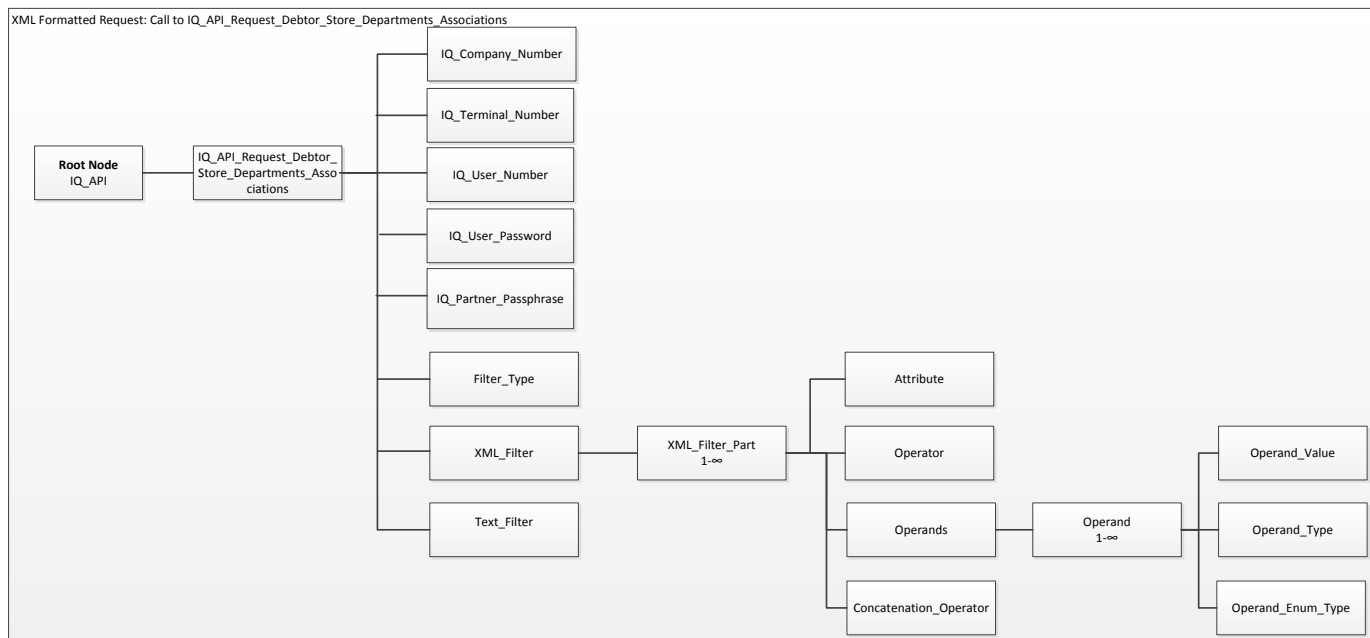 XML Formatted Request: Call to IQ_API_Request_Debtor_Store_Departments_Associations
IQ_Company_Number
IQ_Terminal_Number
Root Node
IQ_API
IQ_API_Request_Debtor_
Store_Departments_Asso
ciations
IQ_User_Number
IQ_User_Password
IQ_Partner_Passphrase
Filter_Type
Attribute
XML_Filter
XML_Filter_Part
1-∞
Operator
Operand_Value
Text_Filter
Operands
Operand
1-∞
Operand_Type
Concatenation_Operator
Operand_Enum_Type